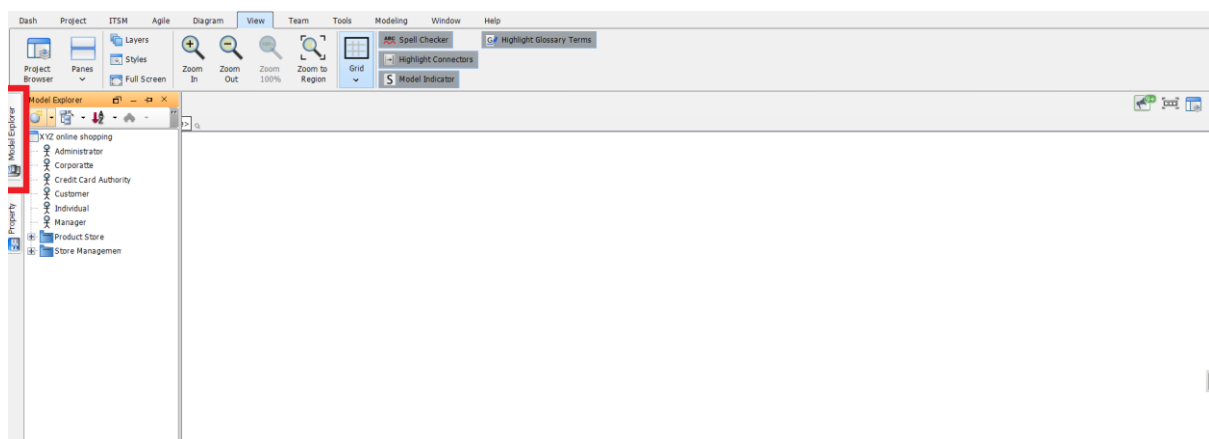 Dash Project ITSM Agile Diagram View Team Tools Modeling Window Help
Project Browser
Panes
Layers
Styles
Full Screen
Zoom In
Zoom Out
Zoom 100%
Zoom to Region
Grid
ABC Spell Checker
Highlight Connectors
S Model Indicator
G Highlight Glossary Terms
Model Explorer
Property
Model Explorer
XYZ online shopping
Administrator
Corporatte
Credit Card Authority
Customer
Individual
Manager
Product Store
Store Managemen